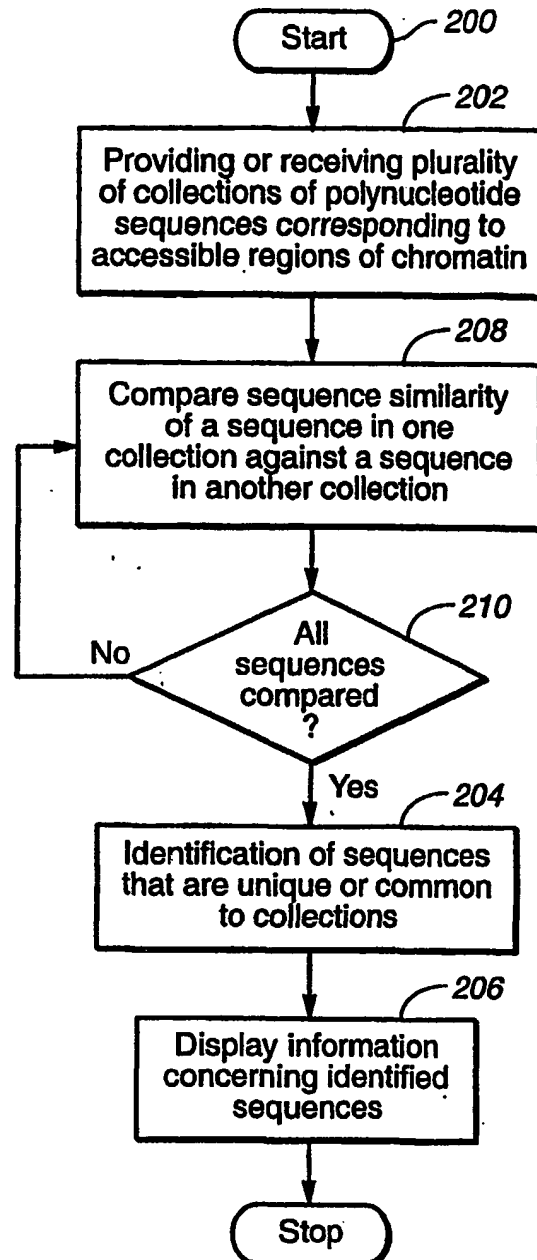 Start
200
202
Providing or receiving plurality
of collections of polynucleotide
sequences corresponding to
accessible regions of chromatin
208
Compare sequence similarity
of a sequence in one
collection against a sequence
in another collection
210
All
sequences
compared
?
No
Yes
204
Identification of sequences
that are unique or common
to collections
206
Display information
concerning identified
sequences
Stop